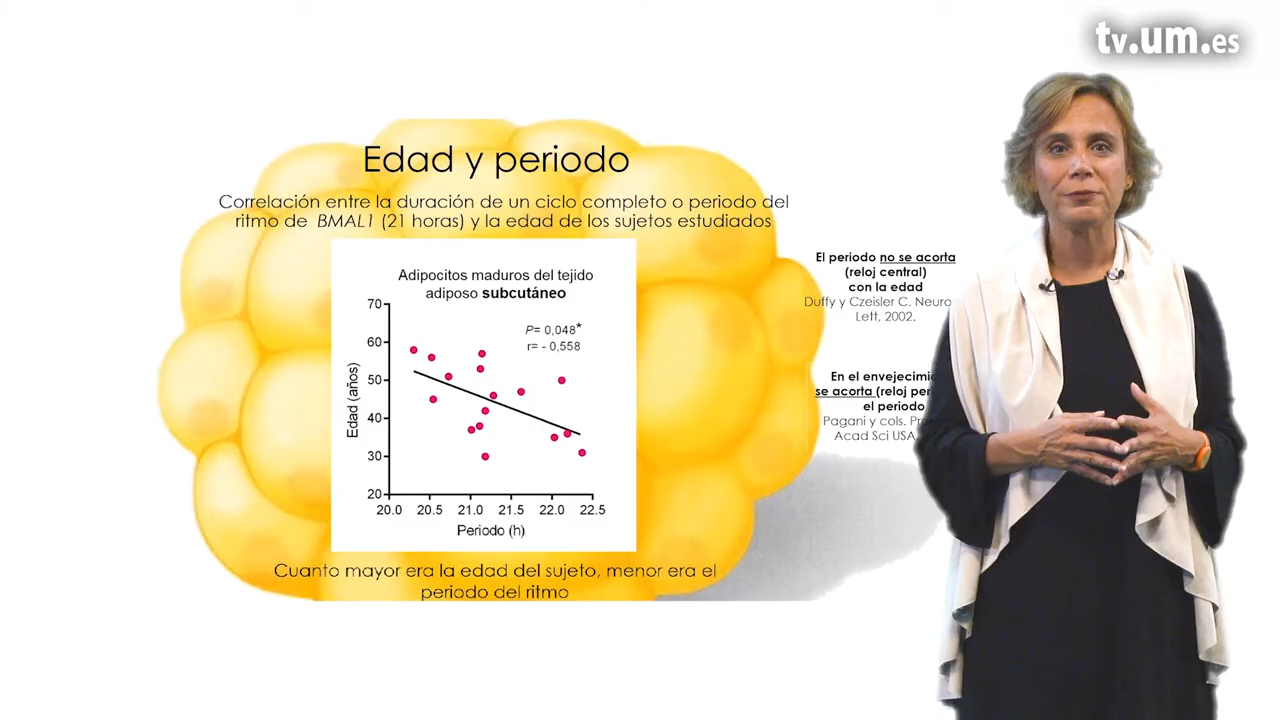 tv.um.es
Edad y periodo
Correlación entre la duración de un ciclo completo o periodo del
ritmo de BMAL1 (21 horas) y la edad de los sujetos estudiados
Adipocitos maduros del tejido
adiposo subcutáneo
P= 0,048*
r= - 0,558
Edad (años)
70
60
50
40
30
20
20.0 20.5 21.0 21.5 22.0 22.5
Periodo (h)
Cuanto mayor era la edad del sujeto, menor era el
periodo del ritmo
El periodo no se acorta
(reloj central)
con la edad
Duffy y Czeisler C. Neuro
Lett, 2002.
En el
se acorta (reloj
el periodo
Pagani y cols.
Acad Sci USA,